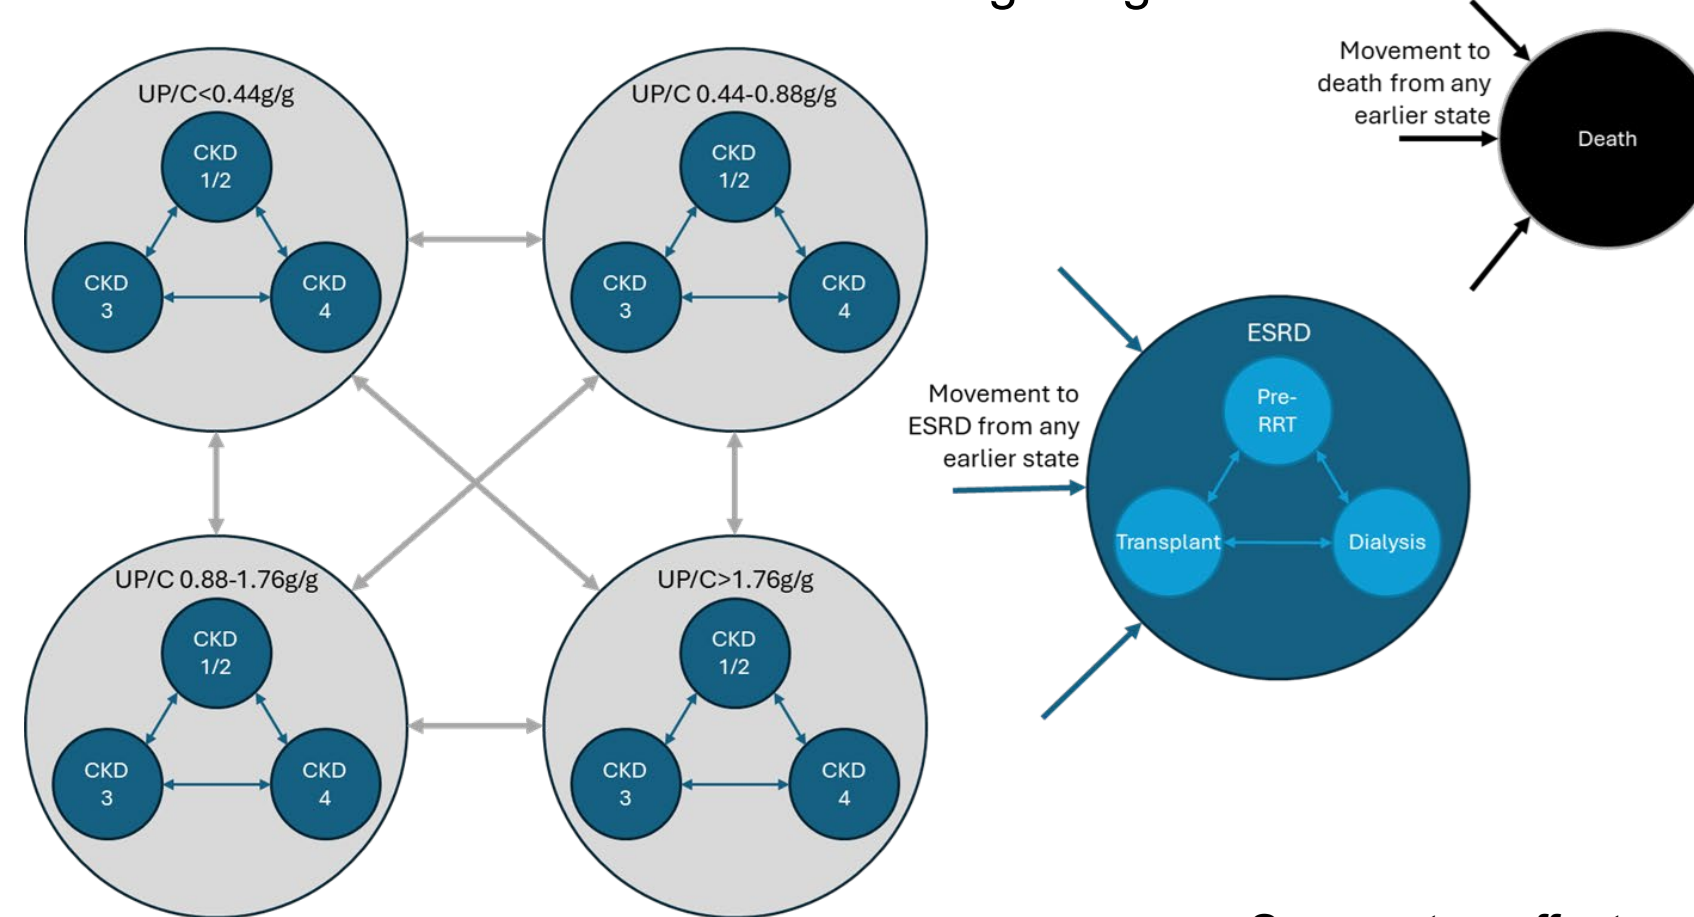 UP/C<0.44g/g
CKD
1/2
CKD
3
CKD
4
UP/C 0.44-0.88g/g
CKD
1/2
CKD
3
CKD
4
UP/C 0.88-1.76g/g
CKD
1/2
CKD
3
CKD
4
UP/C>1.76g/g
CKD
1/2
CKD
3
CKD
4
Movement to
ESRD from any
earlier state
ESRD
Pre-
RRT
Transplant
Dialysis
Movement to
death from any
earlier state
Death